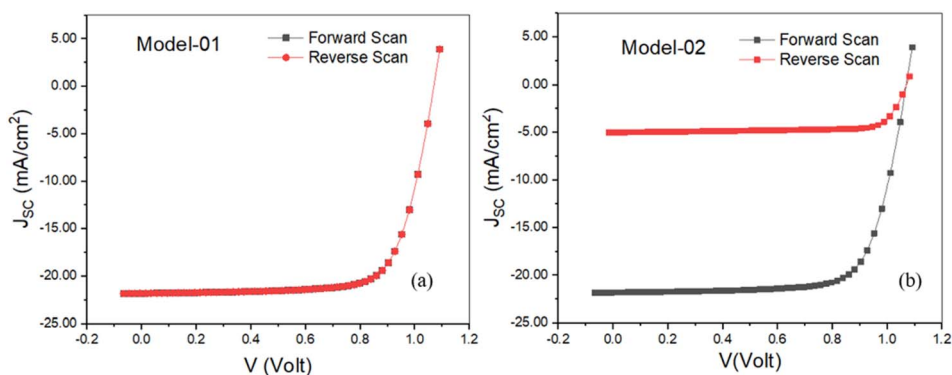 Model-01
Forward Scan
Reverse Scan
5.00
0.00
-5.00
-10.00
-15.00
-20.00
-25.00
J_SC (mA/cm²)
(a)
-0.2 0.0 0.2 0.4 0.6 0.8 1.0 1.2
V (Volt)
Model-02
Forward Scan
Reverse Scan
5.00
0.00
-5.00
-10.00
-15.00
-20.00
-25.00
J_SC (mA/cm²)
(b)
-0.2 0.0 0.2 0.4 0.6 0.8 1.0 1.2
V(Volt)